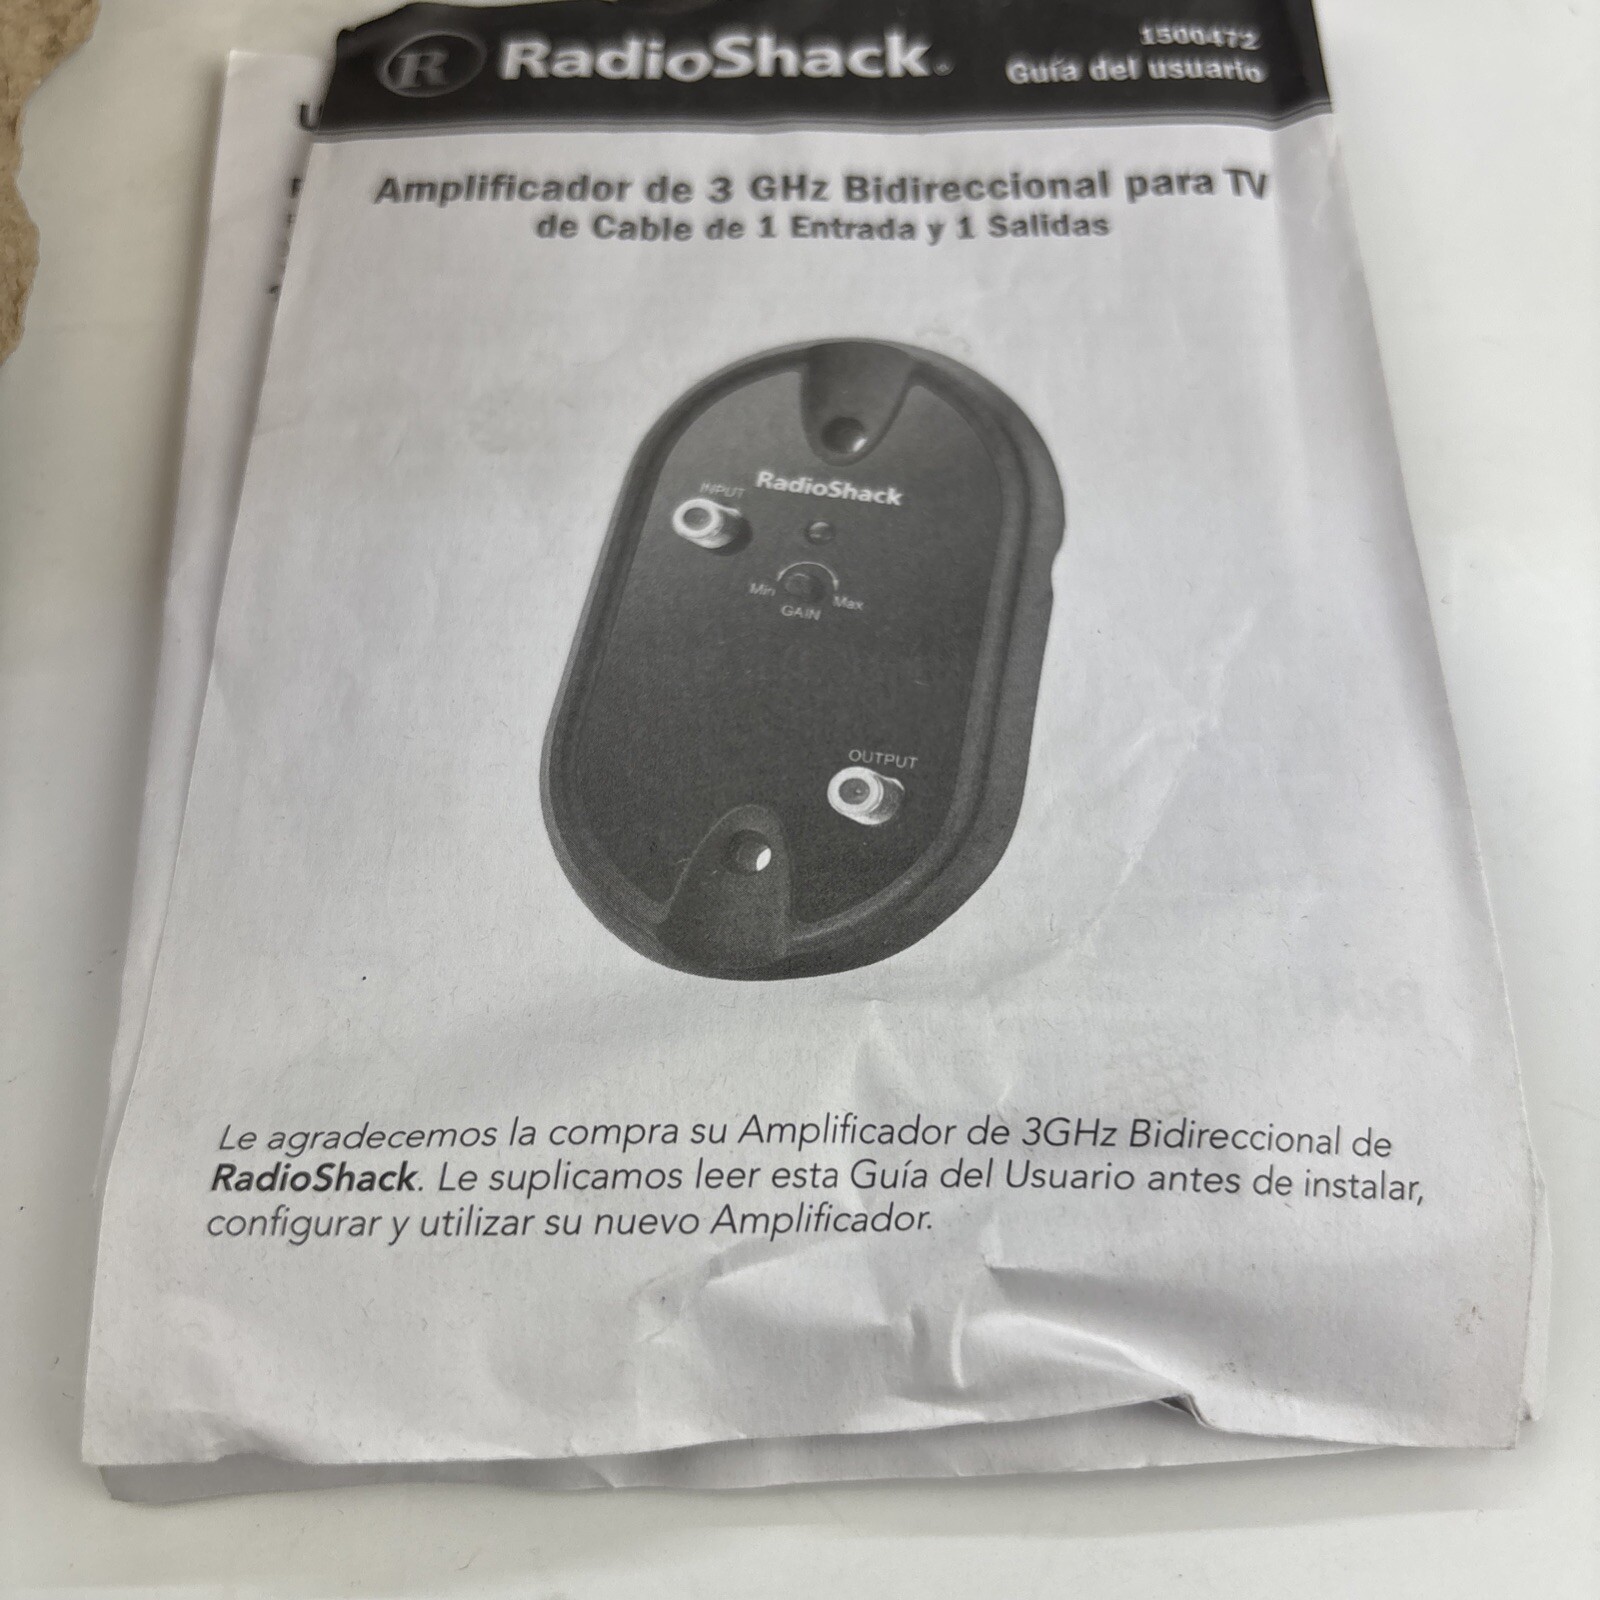 R RadioShack®
1500472
Guía del usuario
Amplificador de 3 GHz Bidireccional para TV
de Cable de 1 Entrada y 1 Salidas
RadioShack
INPUT
Min
Max
GAIN
OUTPUT
Le agradecemos la compra su Amplificador de 3GHz Bidireccional de
RadioShack. Le suplicamos leer esta Guía del Usuario antes de instalar,
configurar y utilizar su nuevo Amplificador.